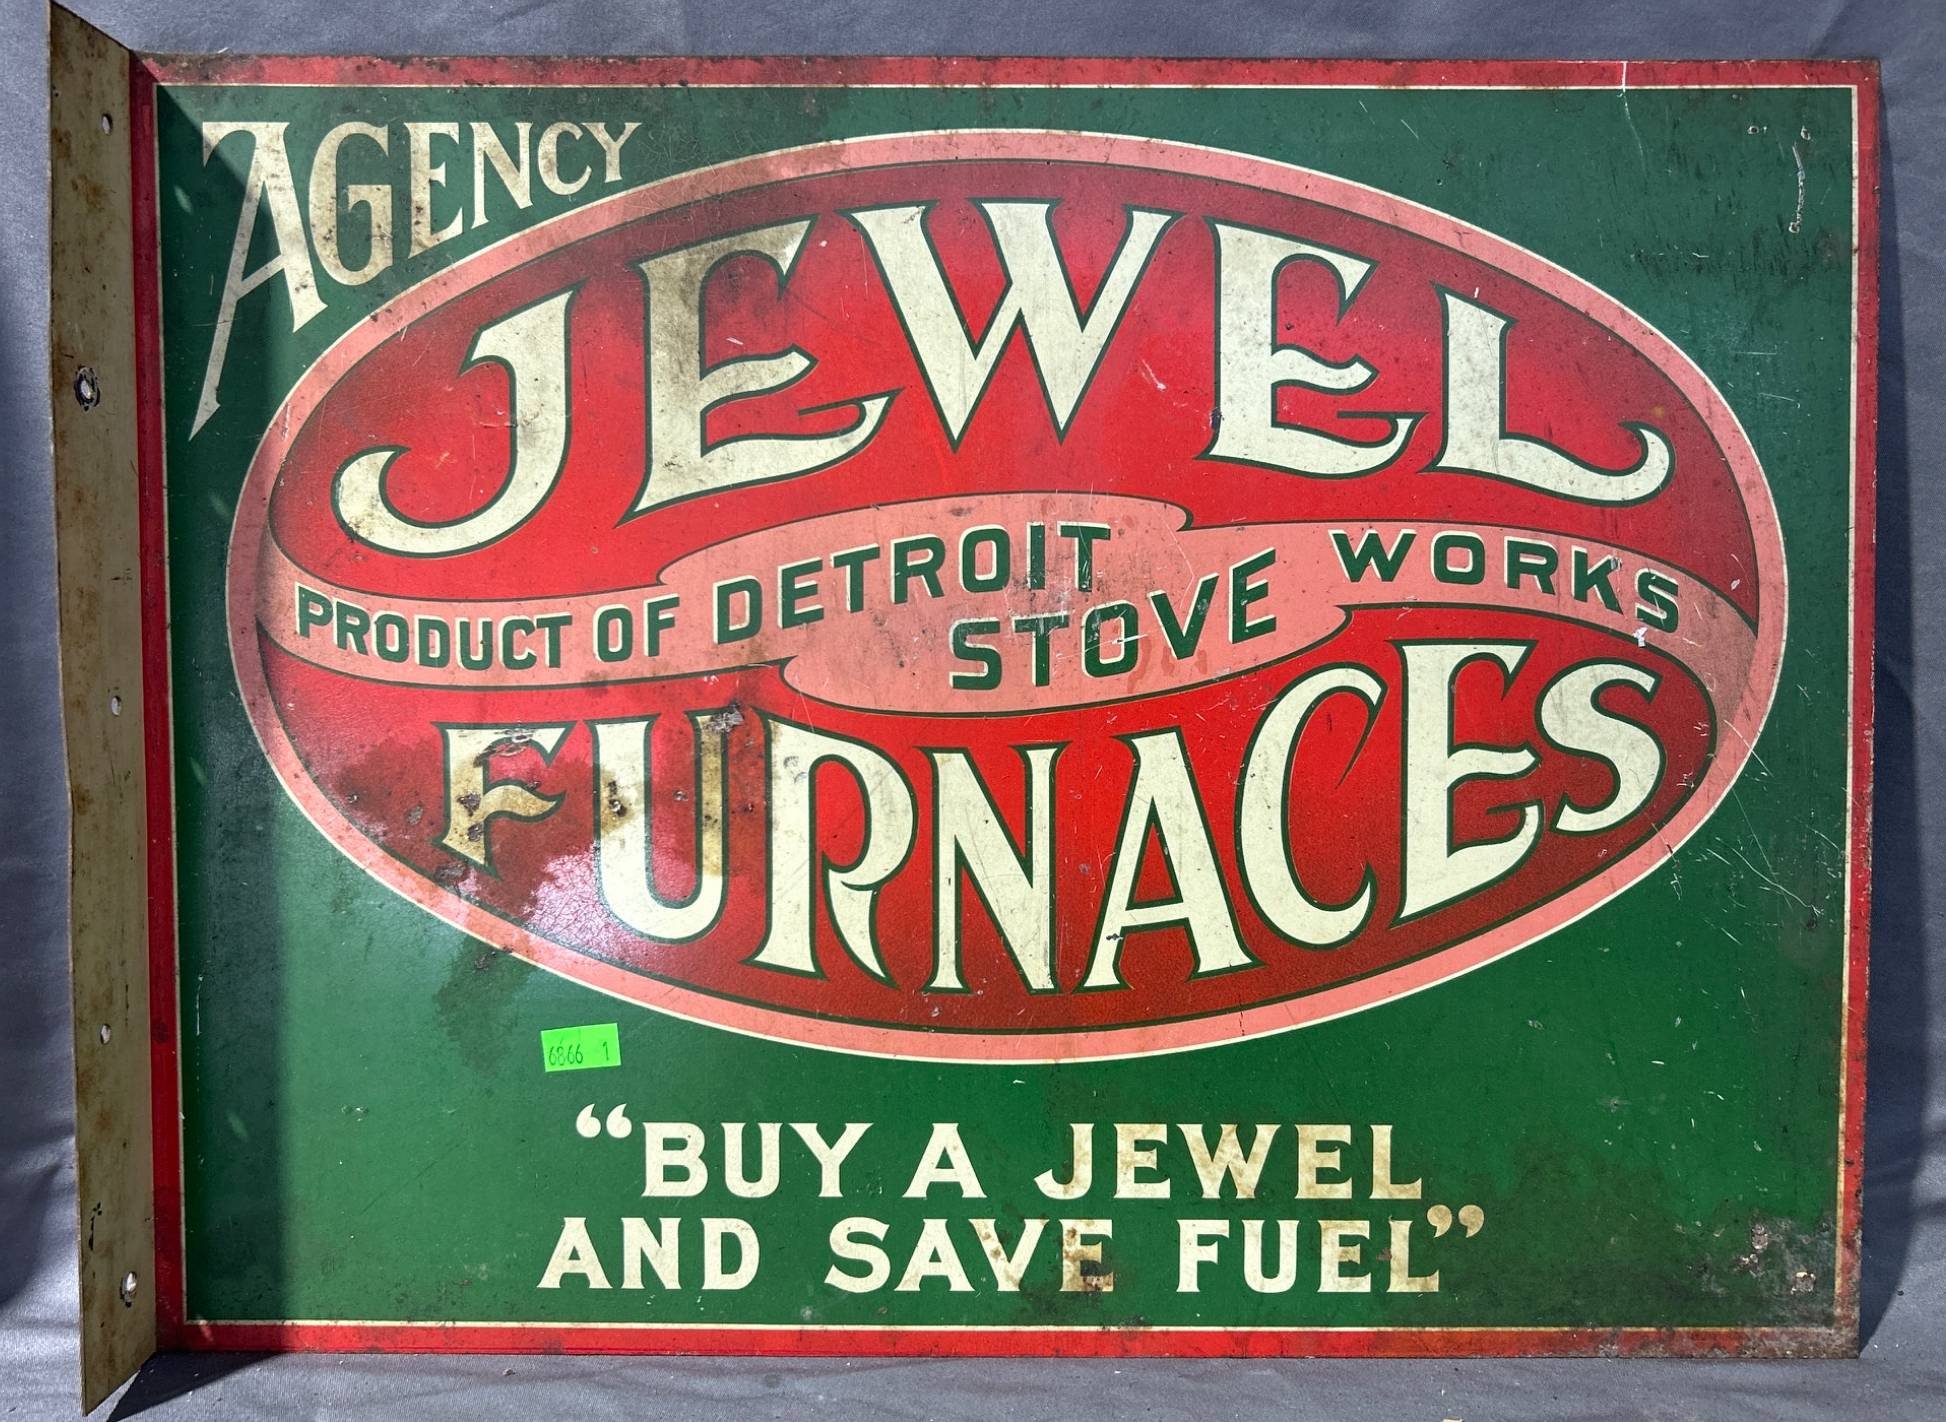 AGENCY
JEWEL
PRODUCT OF DETROIT
STOVE WORKS
FURNACES
6866 1
"BUY A JEWEL
AND SAVE FUEL"